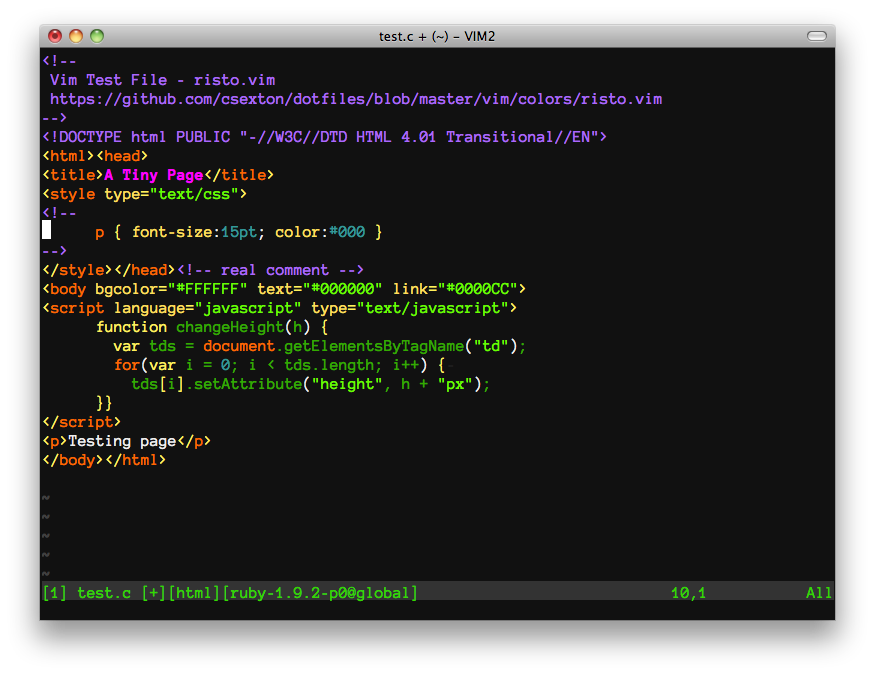 test.c + (~) – VIM2
<!--
 Vim Test File - risto.vim
 https://github.com/csexton/dotfiles/blob/master/vim/colors/risto.vim
-->
<!DOCTYPE html PUBLIC "-//W3C//DTD HTML 4.01 Transitional//EN">
<html><head>
<title>A Tiny Page</title>
<style type="text/css">
<!--
      p { font-size:15pt; color:#000 }
-->
</style></head><!-- real comment -->
<body bgcolor="#FFFFFF" text="#000000" link="#0000CC">
<script language="javascript" type="text/javascript">
      function changeHeight(h) {
        var tds = document.getElementsByTagName("td");
        for(var i = 0; i < tds.length; i++) {
          tds[i].setAttribute("height", h + "px");
      }}
</script>
<p>Testing page</p>
</body></html>
~
~
~
~
~
[1] test.c [+][html][ruby-1.9.2-p0@global] 10,1 All